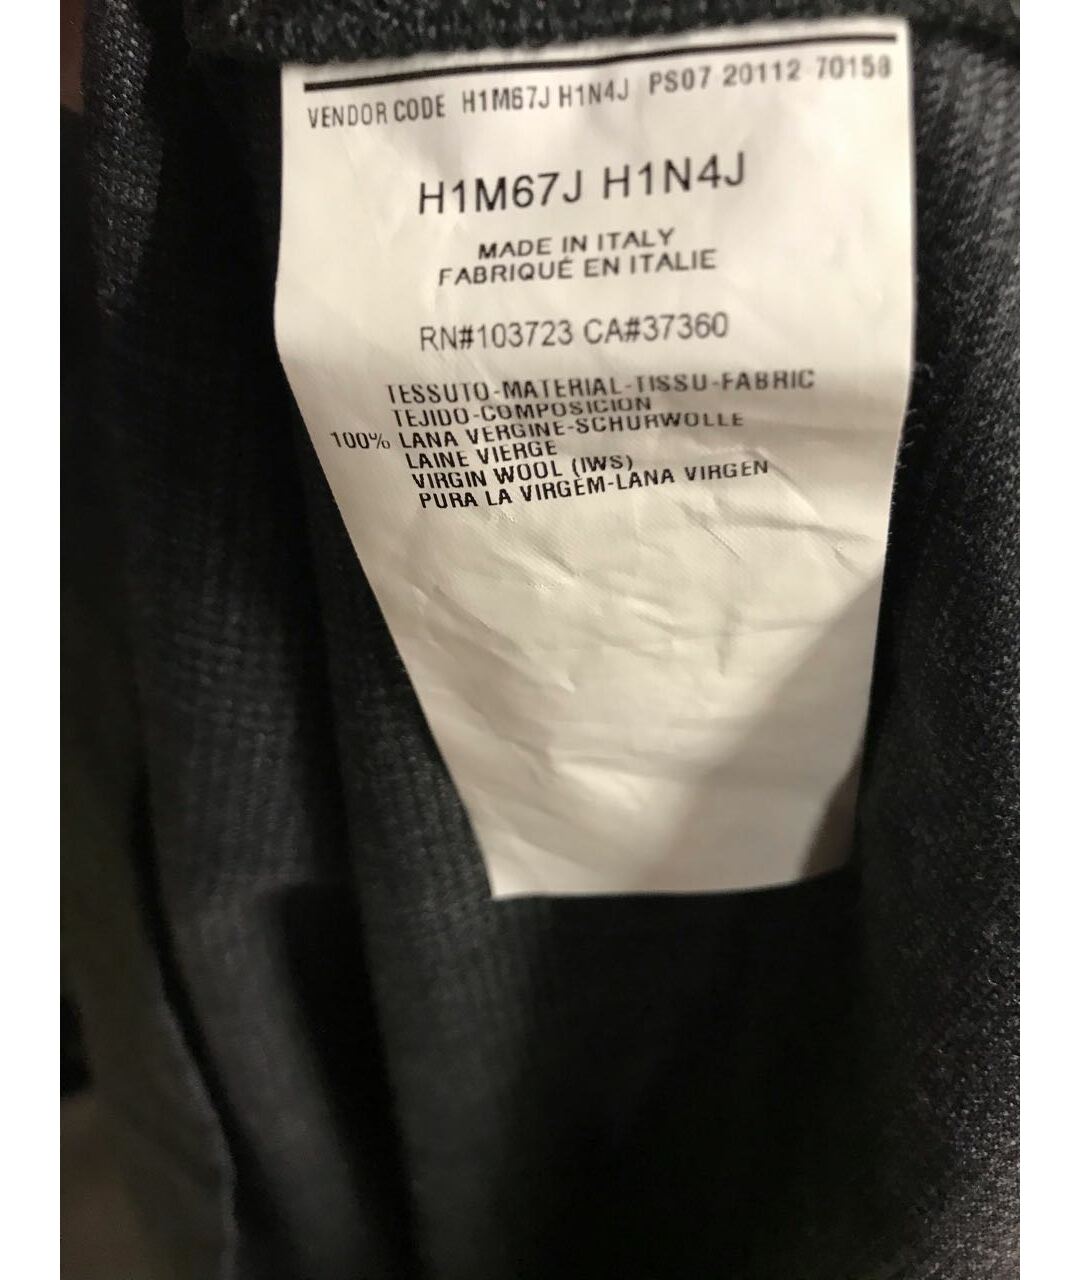 VENDOR CODE H1M67J H1N4J PS07 20112 70158
H1M67J H1N4J
MADE IN ITALY
FABRIQUÉ EN ITALIE
RN#103723 CA#37360
TESSUTO-MATERIAL-TISSU-FABRIC
TEJIDO-COMPOSICION
100% LANA VERGINE-SCHURWOLLE
LAINE VIERGE
VIRGIN WOOL (IWS)
PURA LA VIRGEM-LANA VIRGEN